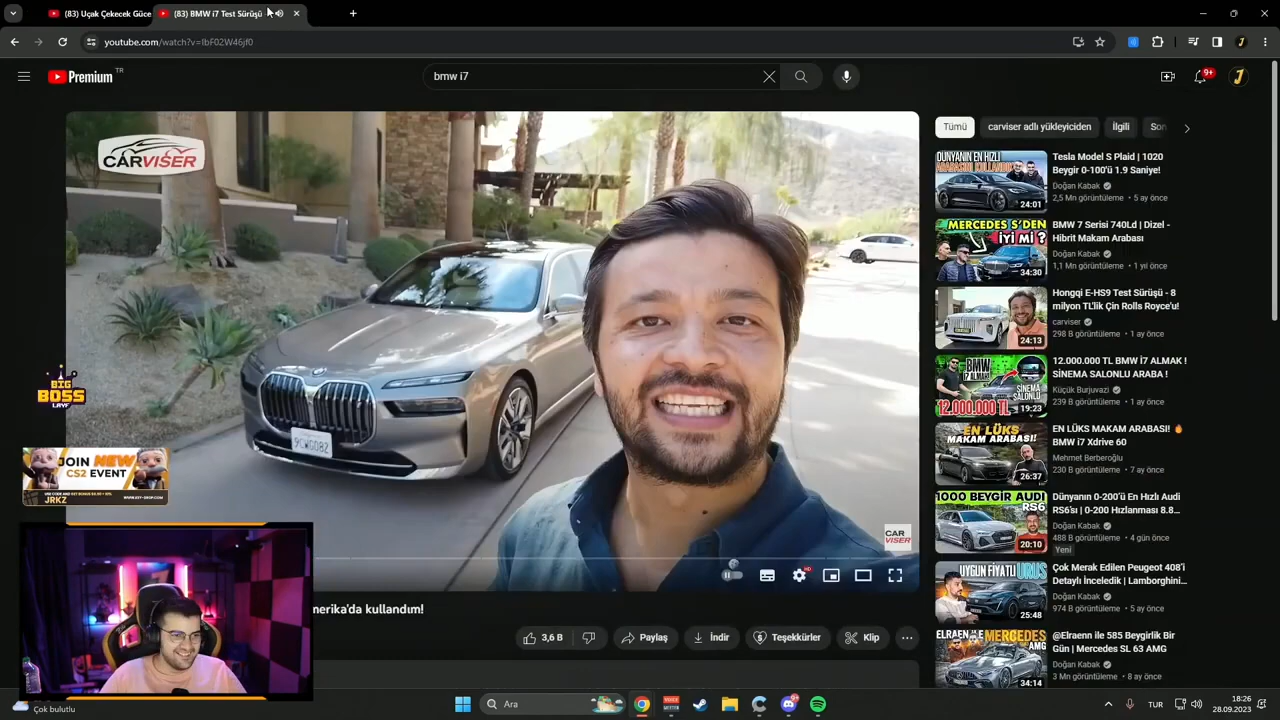 (83) Uçak Çekecek Güce
(83) BMW i7 Test Sürüşü
youtube.com/watch?v=IbF02W46jf0
Premium TR
bmw i7
9+
J
CARVISER
Tümü
carviser adlı yükleyiciden
İlgili
Son
DÜNYANIN EN HIZLI
ARABASINI KULLANDIM!
24:01
Tesla Model S Plaid | 1020
Beygir 0-100'ü 1.9 Saniye!
Doğan Kabak
2,5 Mn görüntüleme • 5 ay önce
MERCEDES S'DEN
İYİ Mİ ?
34:30
BMW 7 Serisi 740Ld | Dizel -
Hibrit Makam Arabası
Doğan Kabak
1,1 Mn görüntüleme • 1 yıl önce
24:13
Hongqi E-HS9 Test Sürüşü - 8
milyon TL'lik Çin Rolls Royce'u!
carviser
298 B görüntüleme • 1 ay önce
BMW
i7 ALMAK!
SİNEMA
SALONLU
12.000.000 TL
19:23
12.000.000 TL BMW İ7 ALMAK !
SİNEMA SALONLU ARABA !
Küçük Burjuvazi
239 B görüntüleme • 1 ay önce
EN LÜKS
MAKAM ARABASI!
26:37
EN LÜKS MAKAM ARABASI! 🔥
BMW i7 Xdrive 60
Mehmet Berberoğlu
230 B görüntüleme • 7 ay önce
1000 BEYGİR AUDI
RS6
20:10
Dünyanın 0-200'ü En Hızlı Audi
RS6'sı | 0-200 Hızlanması 8.8...
Doğan Kabak
488 B görüntüleme • 4 gün önce
Yeni
UYGUN FİYATLI URUS
25:48
Çok Merak Edilen Peugeot 408'i
Detaylı İnceledik | Lamborghini...
Doğan Kabak
974 B görüntüleme • 5 ay önce
ELRAEN İLE MERCEDES
AMG
34:14
@Elraenn ile 585 Beygirlik Bir
Gün | Mercedes SL 63 AMG
Doğan Kabak
3 Mn görüntüleme • 8 ay önce
BIG
BOSS
LAYF
JOIN NEW
CS2 EVENT
JRKZ
CAR
VISER
HD
merika'da kullandım!
3,6 B
Paylaş
İndir
Teşekkürler
Klip
Çok bulutlu
Ara
TUR
18:26
28.09.2023